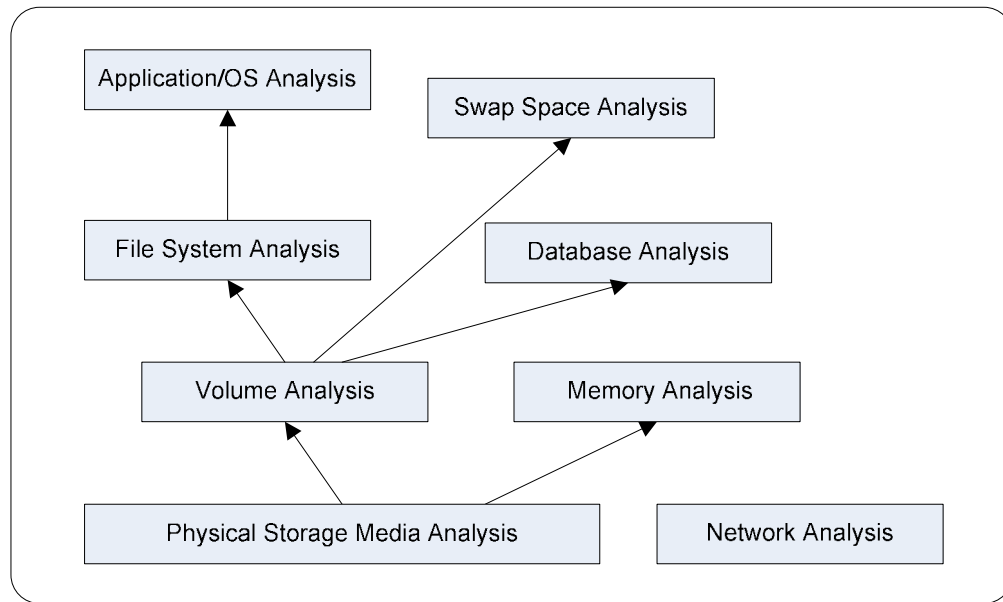 Application/OS Analysis
Swap Space Analysis
File System Analysis
Database Analysis
Volume Analysis
Memory Analysis
Physical Storage Media Analysis
Network Analysis